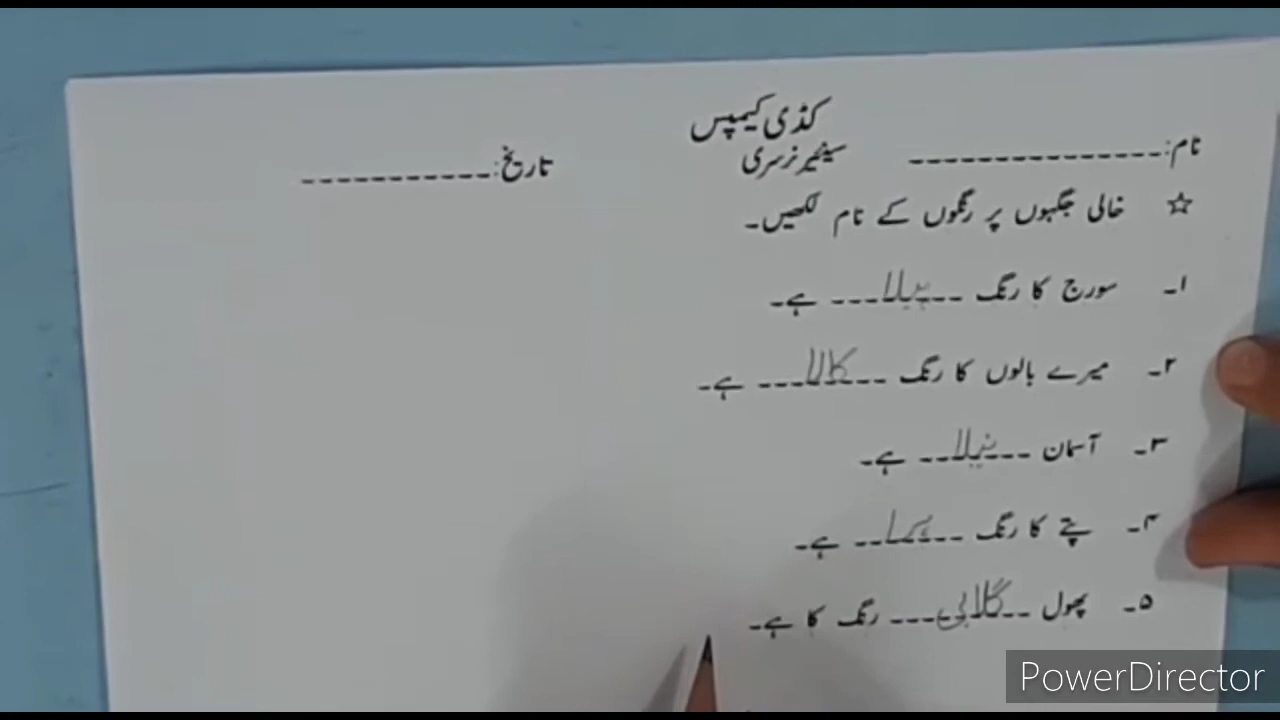 کڈی کیمپس
نام:--------------- سینئیر نرسری تاریخ:-----------
☆ خالی جگہوں پر رنگوں کے نام لکھیں۔
۱۔ سورج کا رنگ --پیلا--- ہے۔
۲۔ میرے بالوں کا رنگ ---کالا--- ہے۔
۳۔ آسمان ---نیلا-- ہے۔
۴۔ پتے کا رنگ --ہرا-- ہے۔
۵۔ پھول --گلابی--- رنگ کا ہے۔
PowerDirector